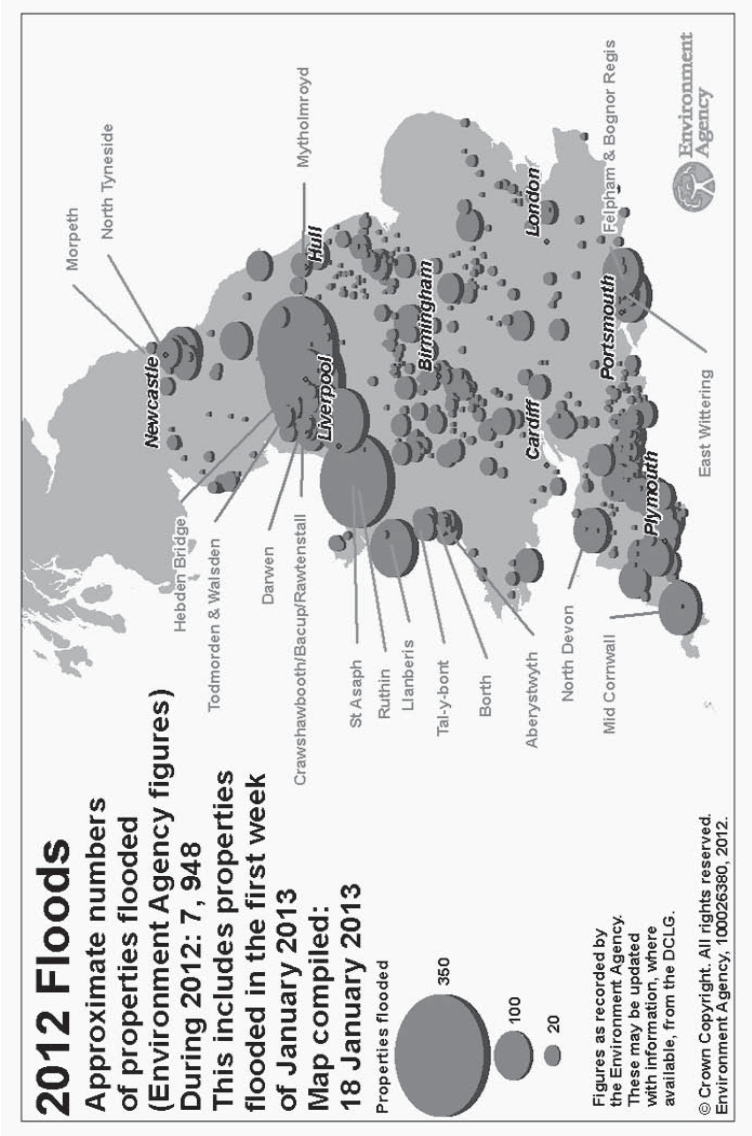 2012 Floods
Approximate numbers
of properties flooded
(Environment Agency figures)
During 2012: 7, 948
This includes properties
flooded in the first week
of January 2013
Map compiled:
18 January 2013
Properties flooded
350
100
20
Figures as recorded by
the Environment Agency.
These may be updated
with information, where
available, from the DCLG.
© Crown Copyright. All rights reserved.
Environment Agency, 100026380, 2012.
Morpeth
North Tyneside
Newcastle
Hebden Bridge
Todmorden & Walsden
Darwen
Crawshawbooth/Bacup/Rawtenstall
Mytholmroyd
Hull
Liverpool
St Asaph
Ruthin
Llanberis
Tal-y-bont
Borth
Aberystwyth
Birmingham
Cardiff
London
North Devon
Mid Cornwall
Plymouth
Portsmouth
Felpham & Bognor Regis
East Wittering
Environment
Agency